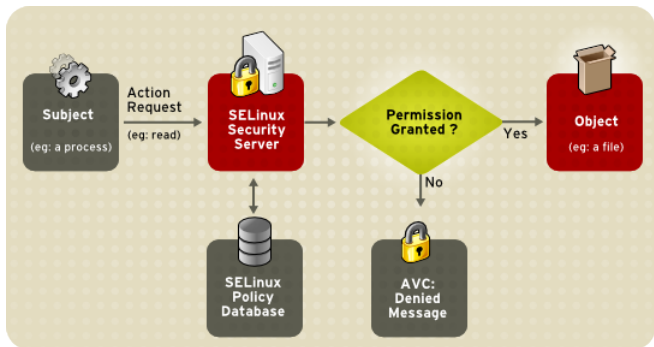 Subject
(eg: a process)
Action
Request
(eg: read)
SELinux
Security
Server
Permission
Granted ?
Yes
Object
(eg: a file)
No
SELinux
Policy
Database
AVC:
Denied
Message